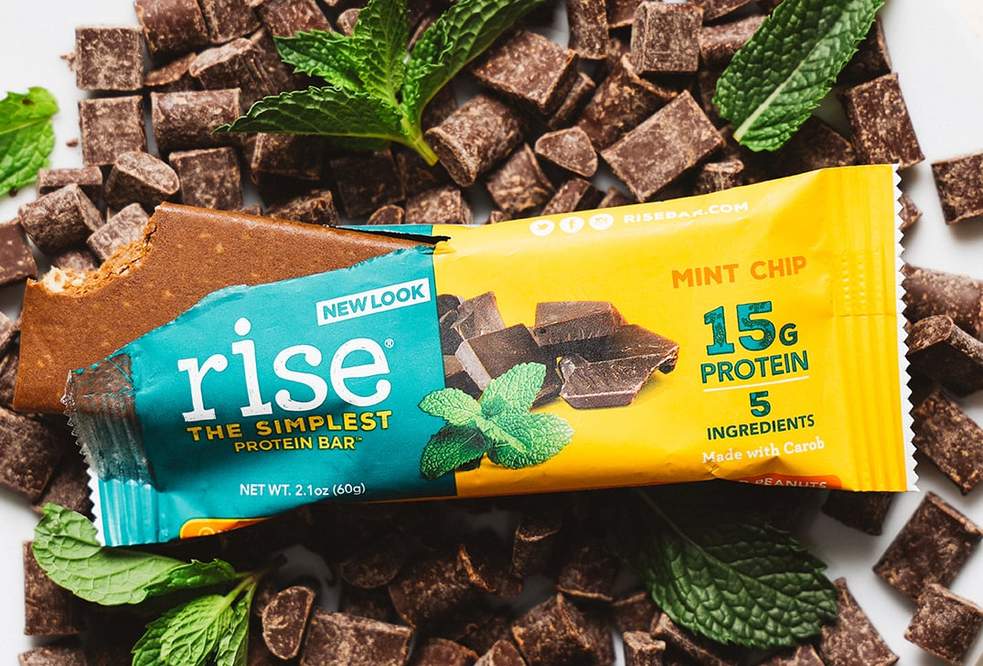 RISEBAR.COM
NEW LOOK
rise®
THE SIMPLEST
PROTEIN BAR™
NET WT. 2.1oz (60g)
MINT CHIP
15G
PROTEIN
5
INGREDIENTS
Made with Carob
PEANUTS